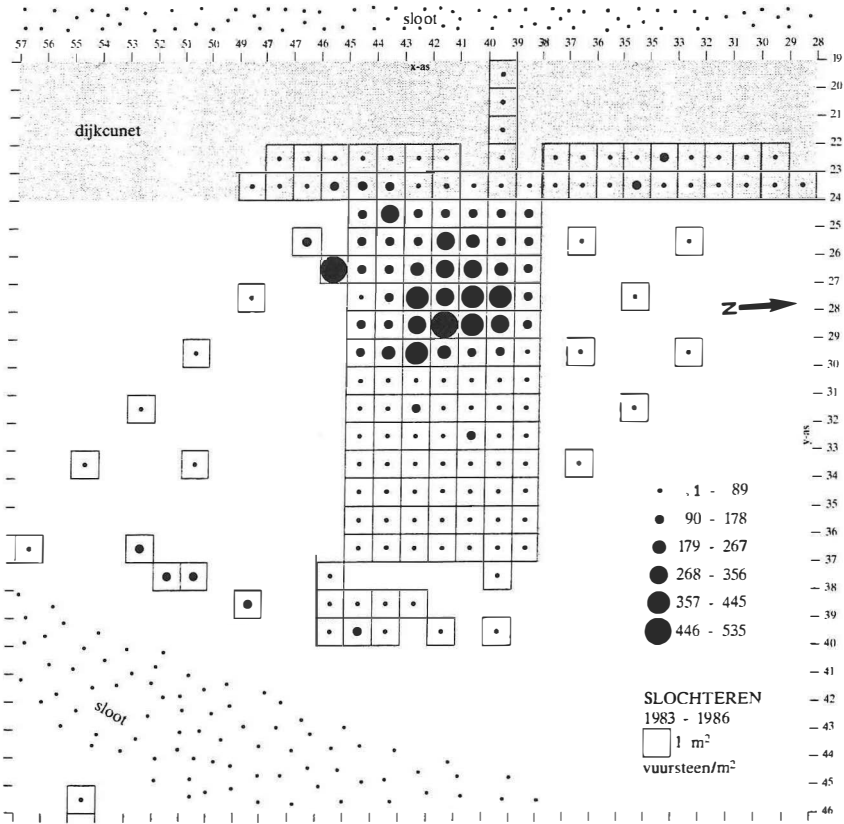 sloot
57 56 55 54 53 52 51 50 49 48 47 46 45 44 43 42 41 40 39 38 37 36 35 34 33 32 31 30 29 28
x-as
19
20
dijkcunet
21
22
23
24
25
26
27
N
28
29
30
31
32
y-as
33
34
.1 - 89
35
90 - 178
36
179 - 267
37
268 - 356
38
357 - 445
39
446 - 535
40
41
SLOCHTEREN
42
sloot
1983 - 1986
43
1 m²
44
vuursteen/m²
45
46